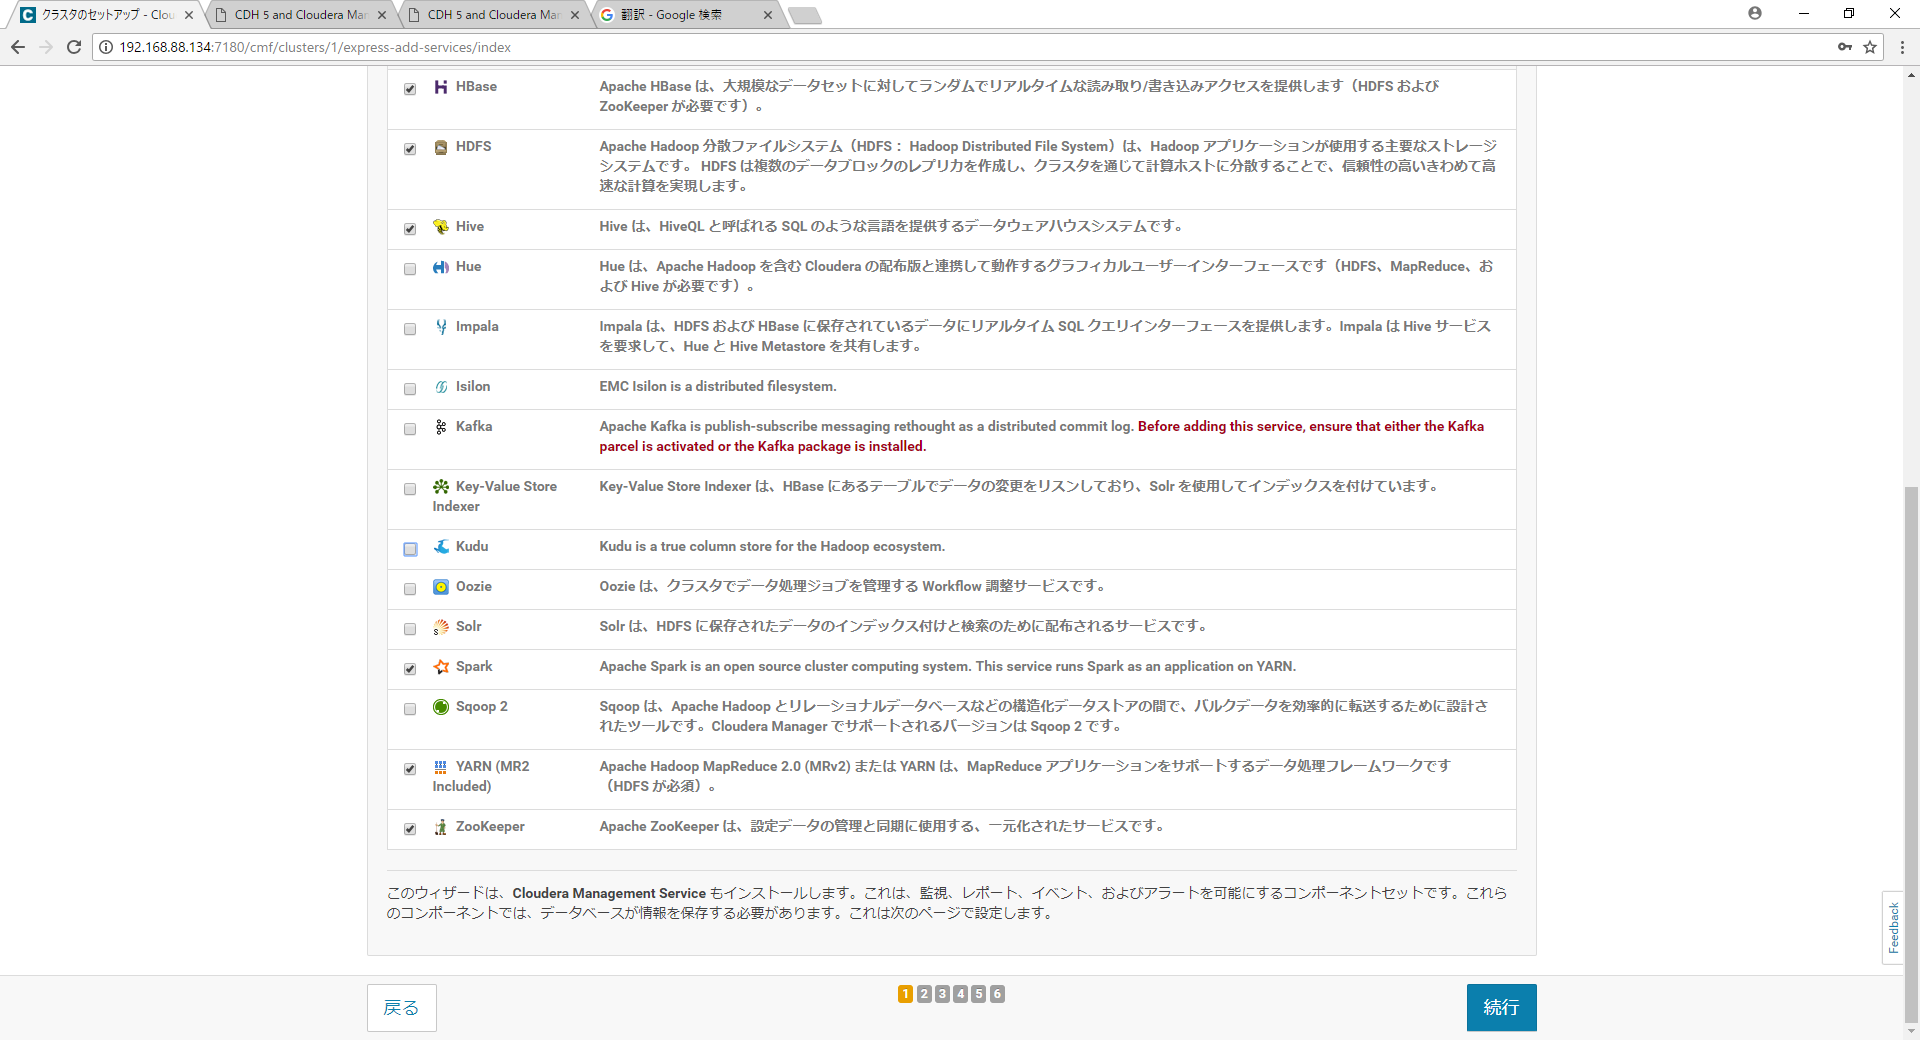 クラスタのセットアップ - Clou
CDH 5 and Cloudera Man
CDH 5 and Cloudera Man
翻訳 - Google 検索
192.168.88.134:7180/cmf/clusters/1/express-add-services/index
HBase
Apache HBase は、大規模なデータセットに対してランダムでリアルタイムな読み取り/書き込みアクセスを提供します（HDFS および
ZooKeeper が必要です）。
HDFS
Apache Hadoop 分散ファイルシステム（HDFS： Hadoop Distributed File System）は、Hadoop アプリケーションが使用する主要なストレージ
システムです。 HDFS は複数のデータブロックのレプリカを作成し、クラスタを通じて計算ホストに分散することで、信頼性の高いきわめて高
速な計算を実現します。
Hive
Hive は、HiveQL と呼ばれる SQL のような言語を提供するデータウェアハウスシステムです。
Hue
Hue は、Apache Hadoop を含む Cloudera の配布版と連携して動作するグラフィカルユーザーインターフェースです（HDFS、MapReduce、お
よび Hive が必要です）。
Impala
Impala は、HDFS および HBase に保存されているデータにリアルタイム SQL クエリインターフェースを提供します。Impala は Hive サービス
を要求して、Hue と Hive Metastore を共有します。
Isilon
EMC Isilon is a distributed filesystem.
Kafka
Apache Kafka is publish-subscribe messaging rethought as a distributed commit log. Before adding this service, ensure that either the Kafka
parcel is activated or the Kafka package is installed.
Key-Value Store
Indexer
Key-Value Store Indexer は、HBase にあるテーブルでデータの変更をリスンしており、Solr を使用してインデックスを付けています。
Kudu
Kudu is a true column store for the Hadoop ecosystem.
Oozie
Oozie は、クラスタでデータ処理ジョブを管理する Workflow 調整サービスです。
Solr
Solr は、HDFS に保存されたデータのインデックス付けと検索のために配布されるサービスです。
Spark
Apache Spark is an open source cluster computing system. This service runs Spark as an application on YARN.
Sqoop 2
Sqoop は、Apache Hadoop とリレーショナルデータベースなどの構造化データストアの間で、バルクデータを効率的に転送するために設計さ
れたツールです。Cloudera Manager でサポートされるバージョンは Sqoop 2 です。
YARN (MR2
Included)
Apache Hadoop MapReduce 2.0 (MRv2) または YARN は、MapReduce アプリケーションをサポートするデータ処理フレームワークです
（HDFS が必須）。
ZooKeeper
Apache ZooKeeper は、設定データの管理と同期に使用する、一元化されたサービスです。
このウィザードは、Cloudera Management Service もインストールします。これは、監視、レポート、イベント、およびアラートを可能にするコンポーネントセットです。これら
のコンポーネントでは、データベースが情報を保存する必要があります。これは次のページで設定します。
Feedback
戻る
1 2 3 4 5 6
続行